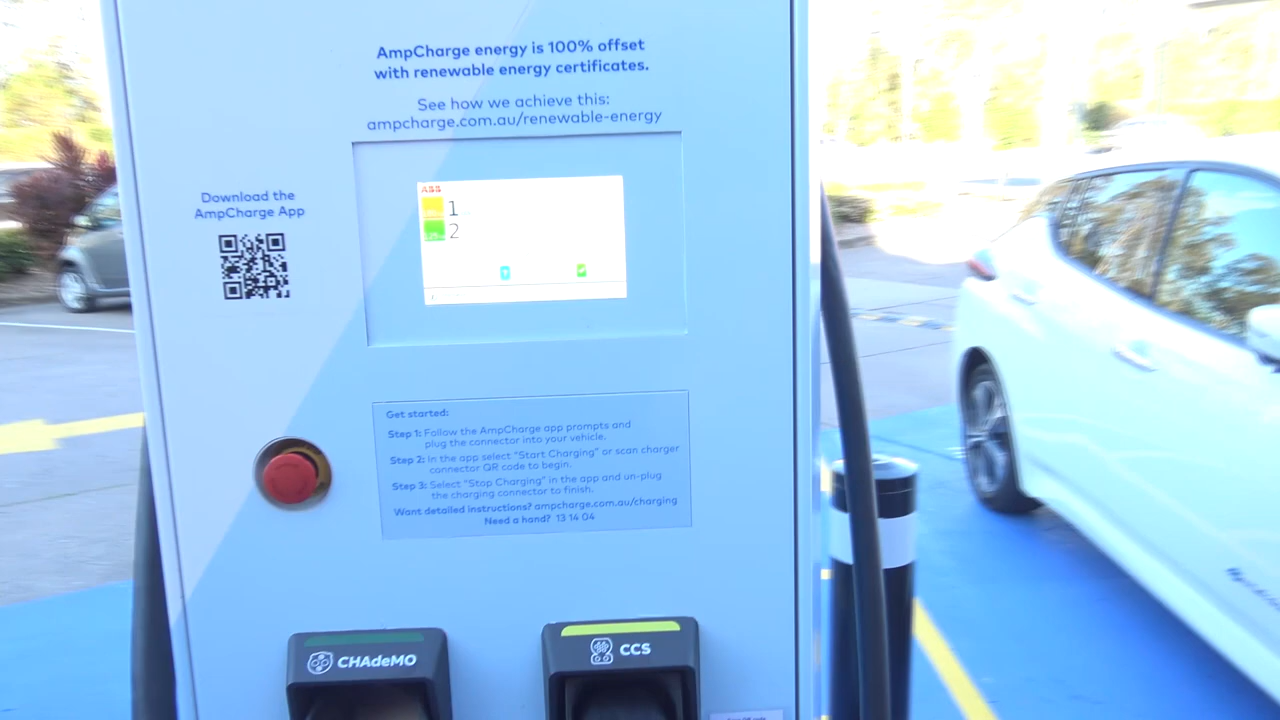 AmpCharge energy is 100% offset
with renewable energy certificates.
See how we achieve this:
ampcharge.com.au/renewable-energy
Download the
AmpCharge App
ABB
1
2
Get started:
Step 1: Follow the AmpCharge app prompts and
plug the connector into your vehicle.
Step 2: In the app select "Start Charging" or scan charger
connector QR code to begin.
Step 3: Select "Stop Charging" in the app and un-plug
the charging connector to finish.
Want detailed instructions? ampcharge.com.au/charging
Need a hand? 13 14 04
CHAdeMO
CCS